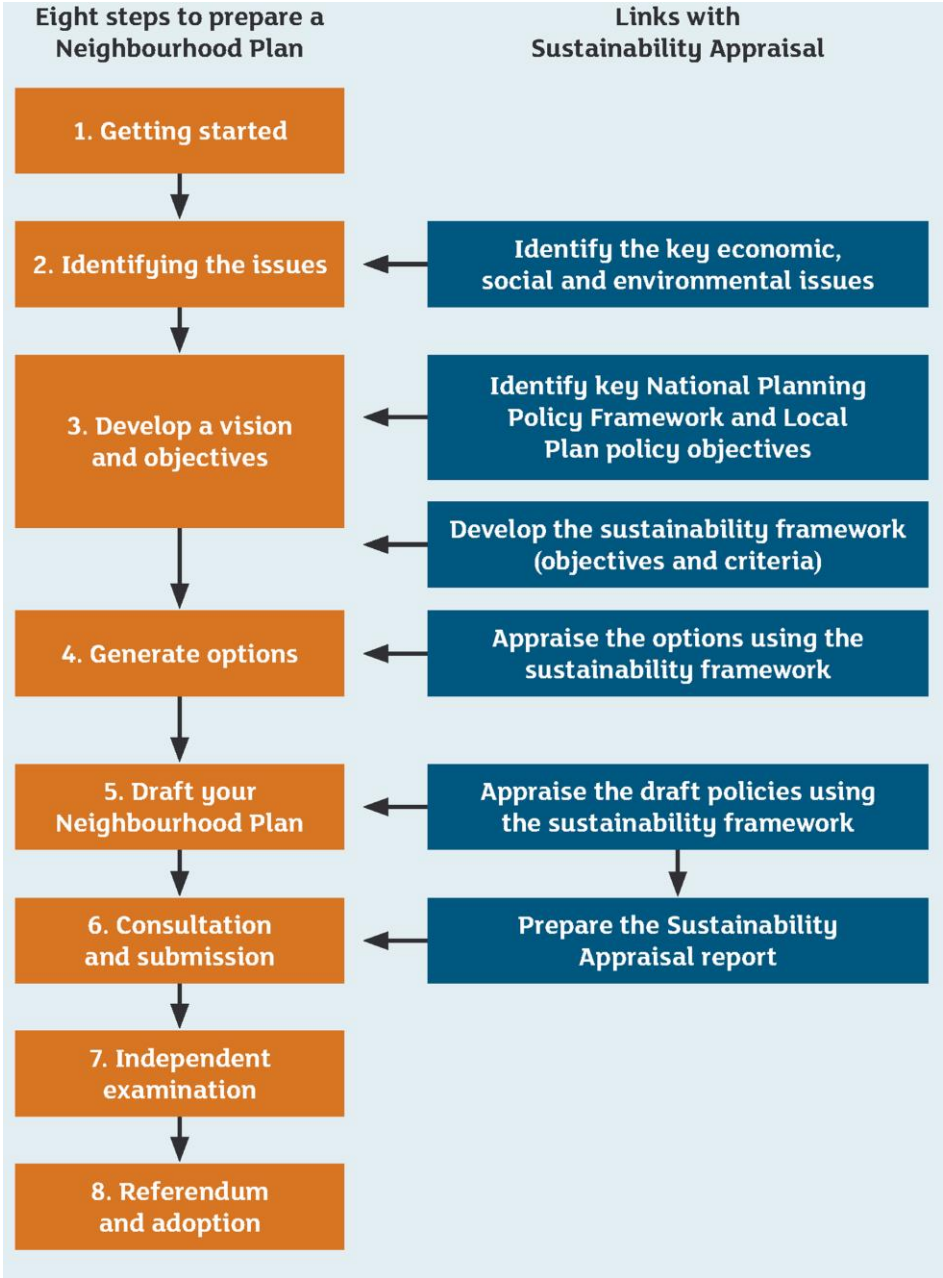 Eight steps to prepare a
Neighbourhood Plan
Links with
Sustainability Appraisal
1. Getting started
2. Identifying the issues
Identify the key economic,
social and environmental issues
3. Develop a vision
and objectives
Identify key National Planning
Policy Framework and Local
Plan policy objectives
Develop the sustainability framework
(objectives and criteria)
4. Generate options
Appraise the options using the
sustainability framework
5. Draft your
Neighbourhood Plan
Appraise the draft policies using
the sustainability framework
6. Consultation
and submission
Prepare the Sustainability
Appraisal report
7. Independent
examination
8. Referendum
and adoption